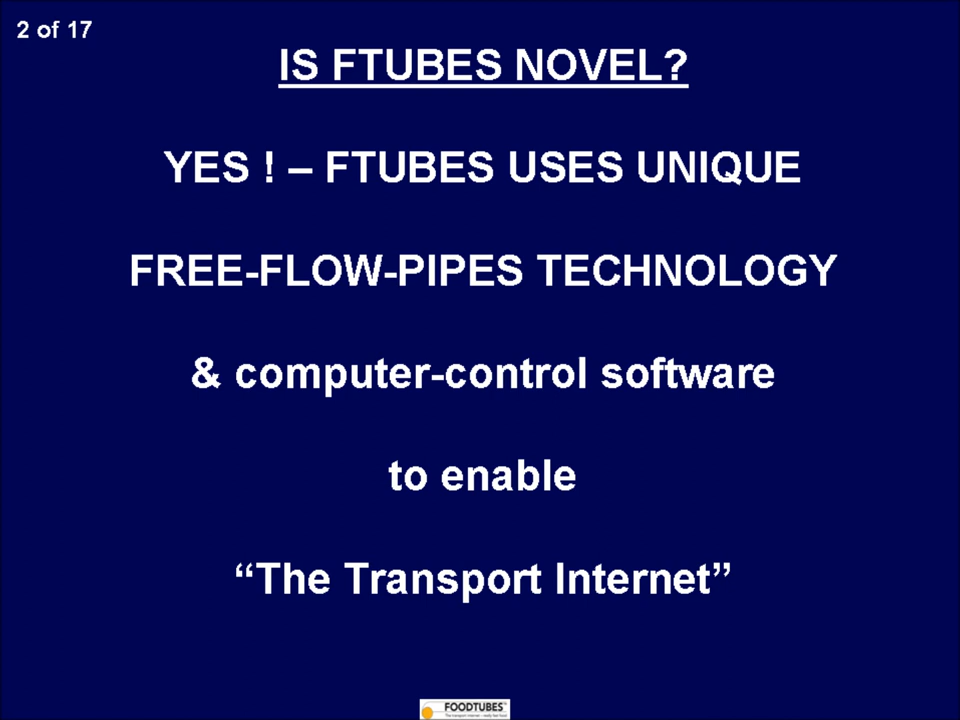 2 of 17
IS FTUBES NOVEL?
YES ! – FTUBES USES UNIQUE
FREE-FLOW-PIPES TECHNOLOGY
& computer-control software
to enable
“The Transport Internet”
FOODTUBES™